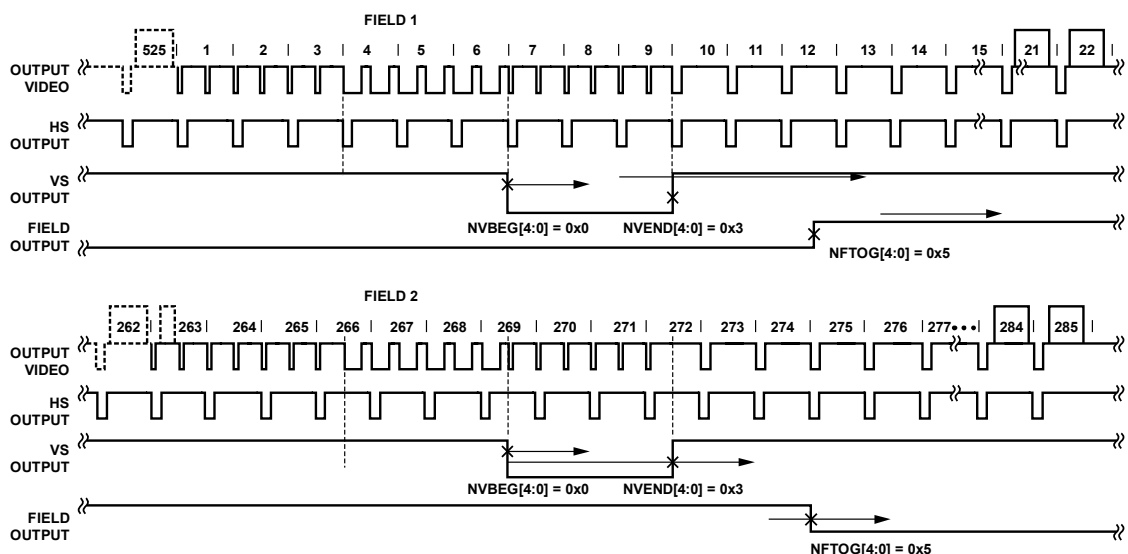 FIELD 1
525 1 2 3 4 5 6 7 8 9 10 11 12 13 14 15 21 22
OUTPUT
VIDEO
HS
OUTPUT
VS
OUTPUT
NVBEG[4:0] = 0x0 NVEND[4:0] = 0x3
FIELD
OUTPUT
NFTOG[4:0] = 0x5
FIELD 2
262 263 264 265 266 267 268 269 270 271 272 273 274 275 276 277••• 284 285
OUTPUT
VIDEO
HS
OUTPUT
VS
OUTPUT
NVBEG[4:0] = 0x0 NVEND[4:0] = 0x3
FIELD
OUTPUT
NFTOG[4:0] = 0x5